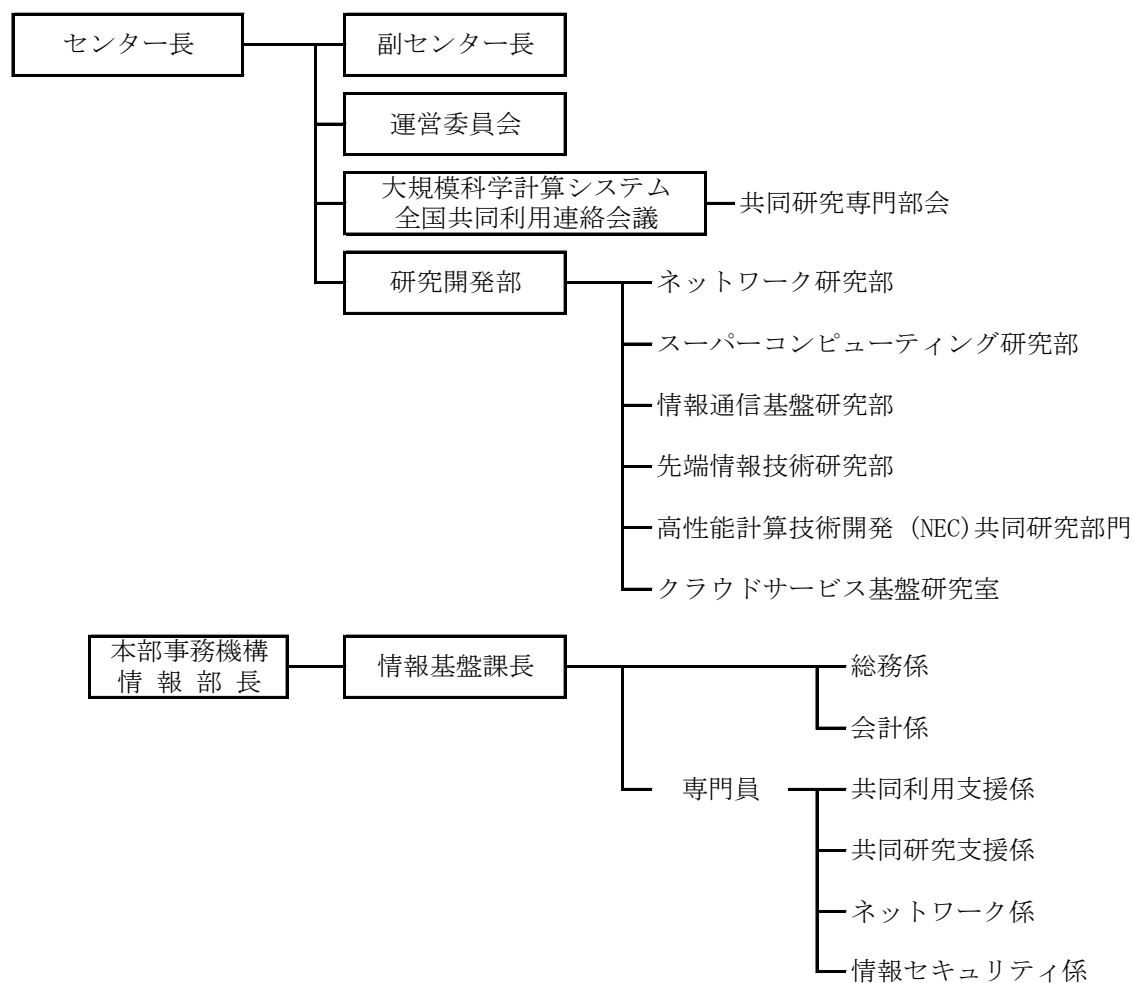 センター長
副センター長
運営委員会
大規模科学計算システム
全国共同利用連絡会議
共同研究専門部会
研究開発部
ネットワーク研究部
スーパーコンピューティング研究部
情報通信基盤研究部
先端情報技術研究部
高性能計算技術開発 (NEC)共同研究部門
クラウドサービス基盤研究室
本部事務機構
情 報 部 長
情報基盤課長
総務係
会計係
専門員
共同利用支援係
共同研究支援係
ネットワーク係
情報セキュリティ係